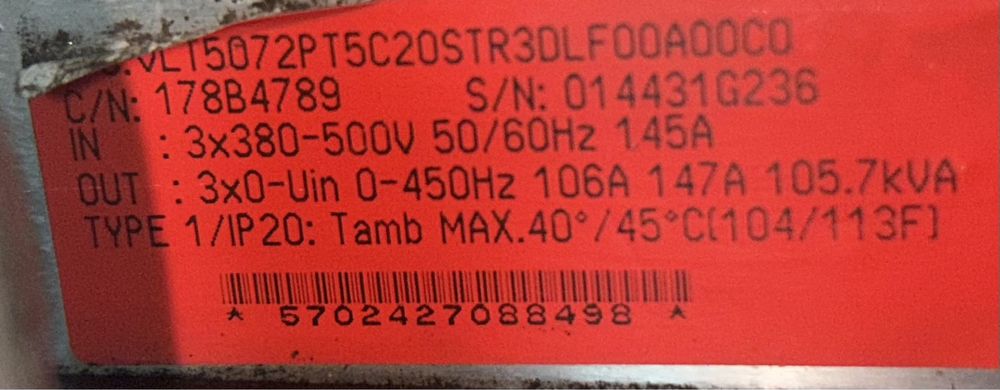 VLT5072PT5C20STR3DLF00A00C0
C/N: 178B4789 S/N: 014431G236
IN : 3x380-500V 50/60Hz 145A
OUT : 3x0-Uin 0-450Hz 106A 147A 105.7kVA
TYPE 1/IP20: Tamb MAX.40°/45°C(104/113F)
* 5702427088498 *